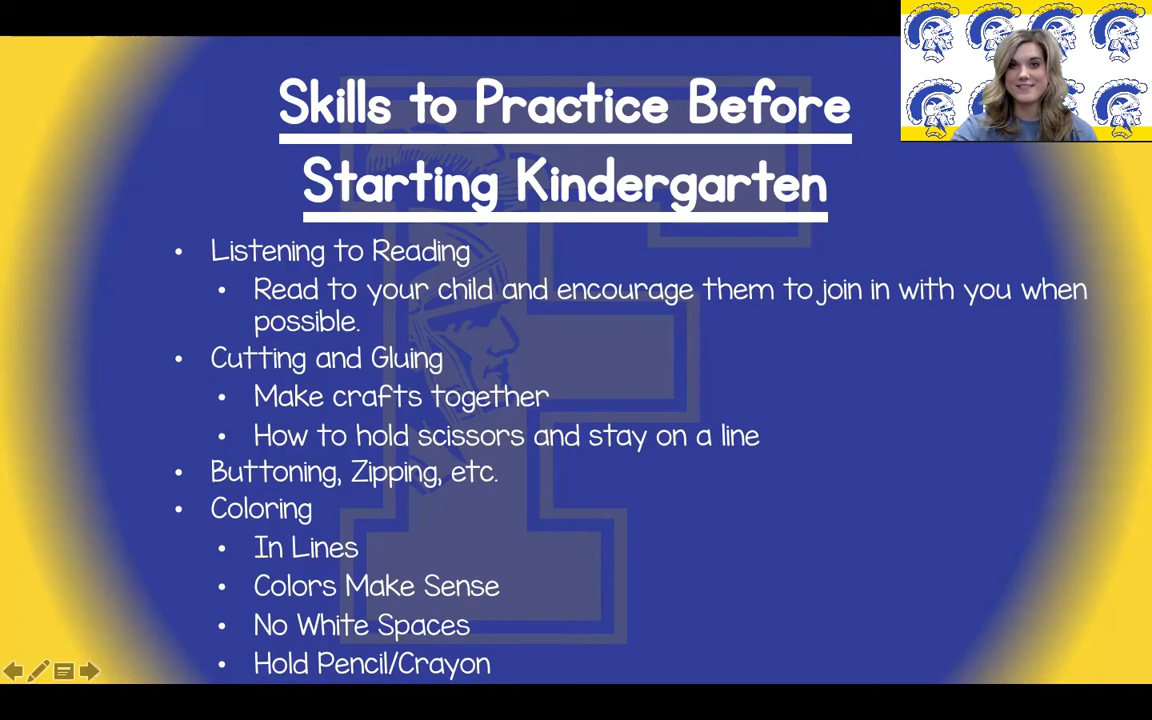 Skills to Practice Before
Starting Kindergarten
• Listening to Reading
• Read to your child and encourage them to join in with you when
possible.
• Cutting and Gluing
• Make crafts together
• How to hold scissors and stay on a line
• Buttoning, Zipping, etc.
• Coloring
• In Lines
• Colors Make Sense
• No White Spaces
• Hold Pencil/Crayon